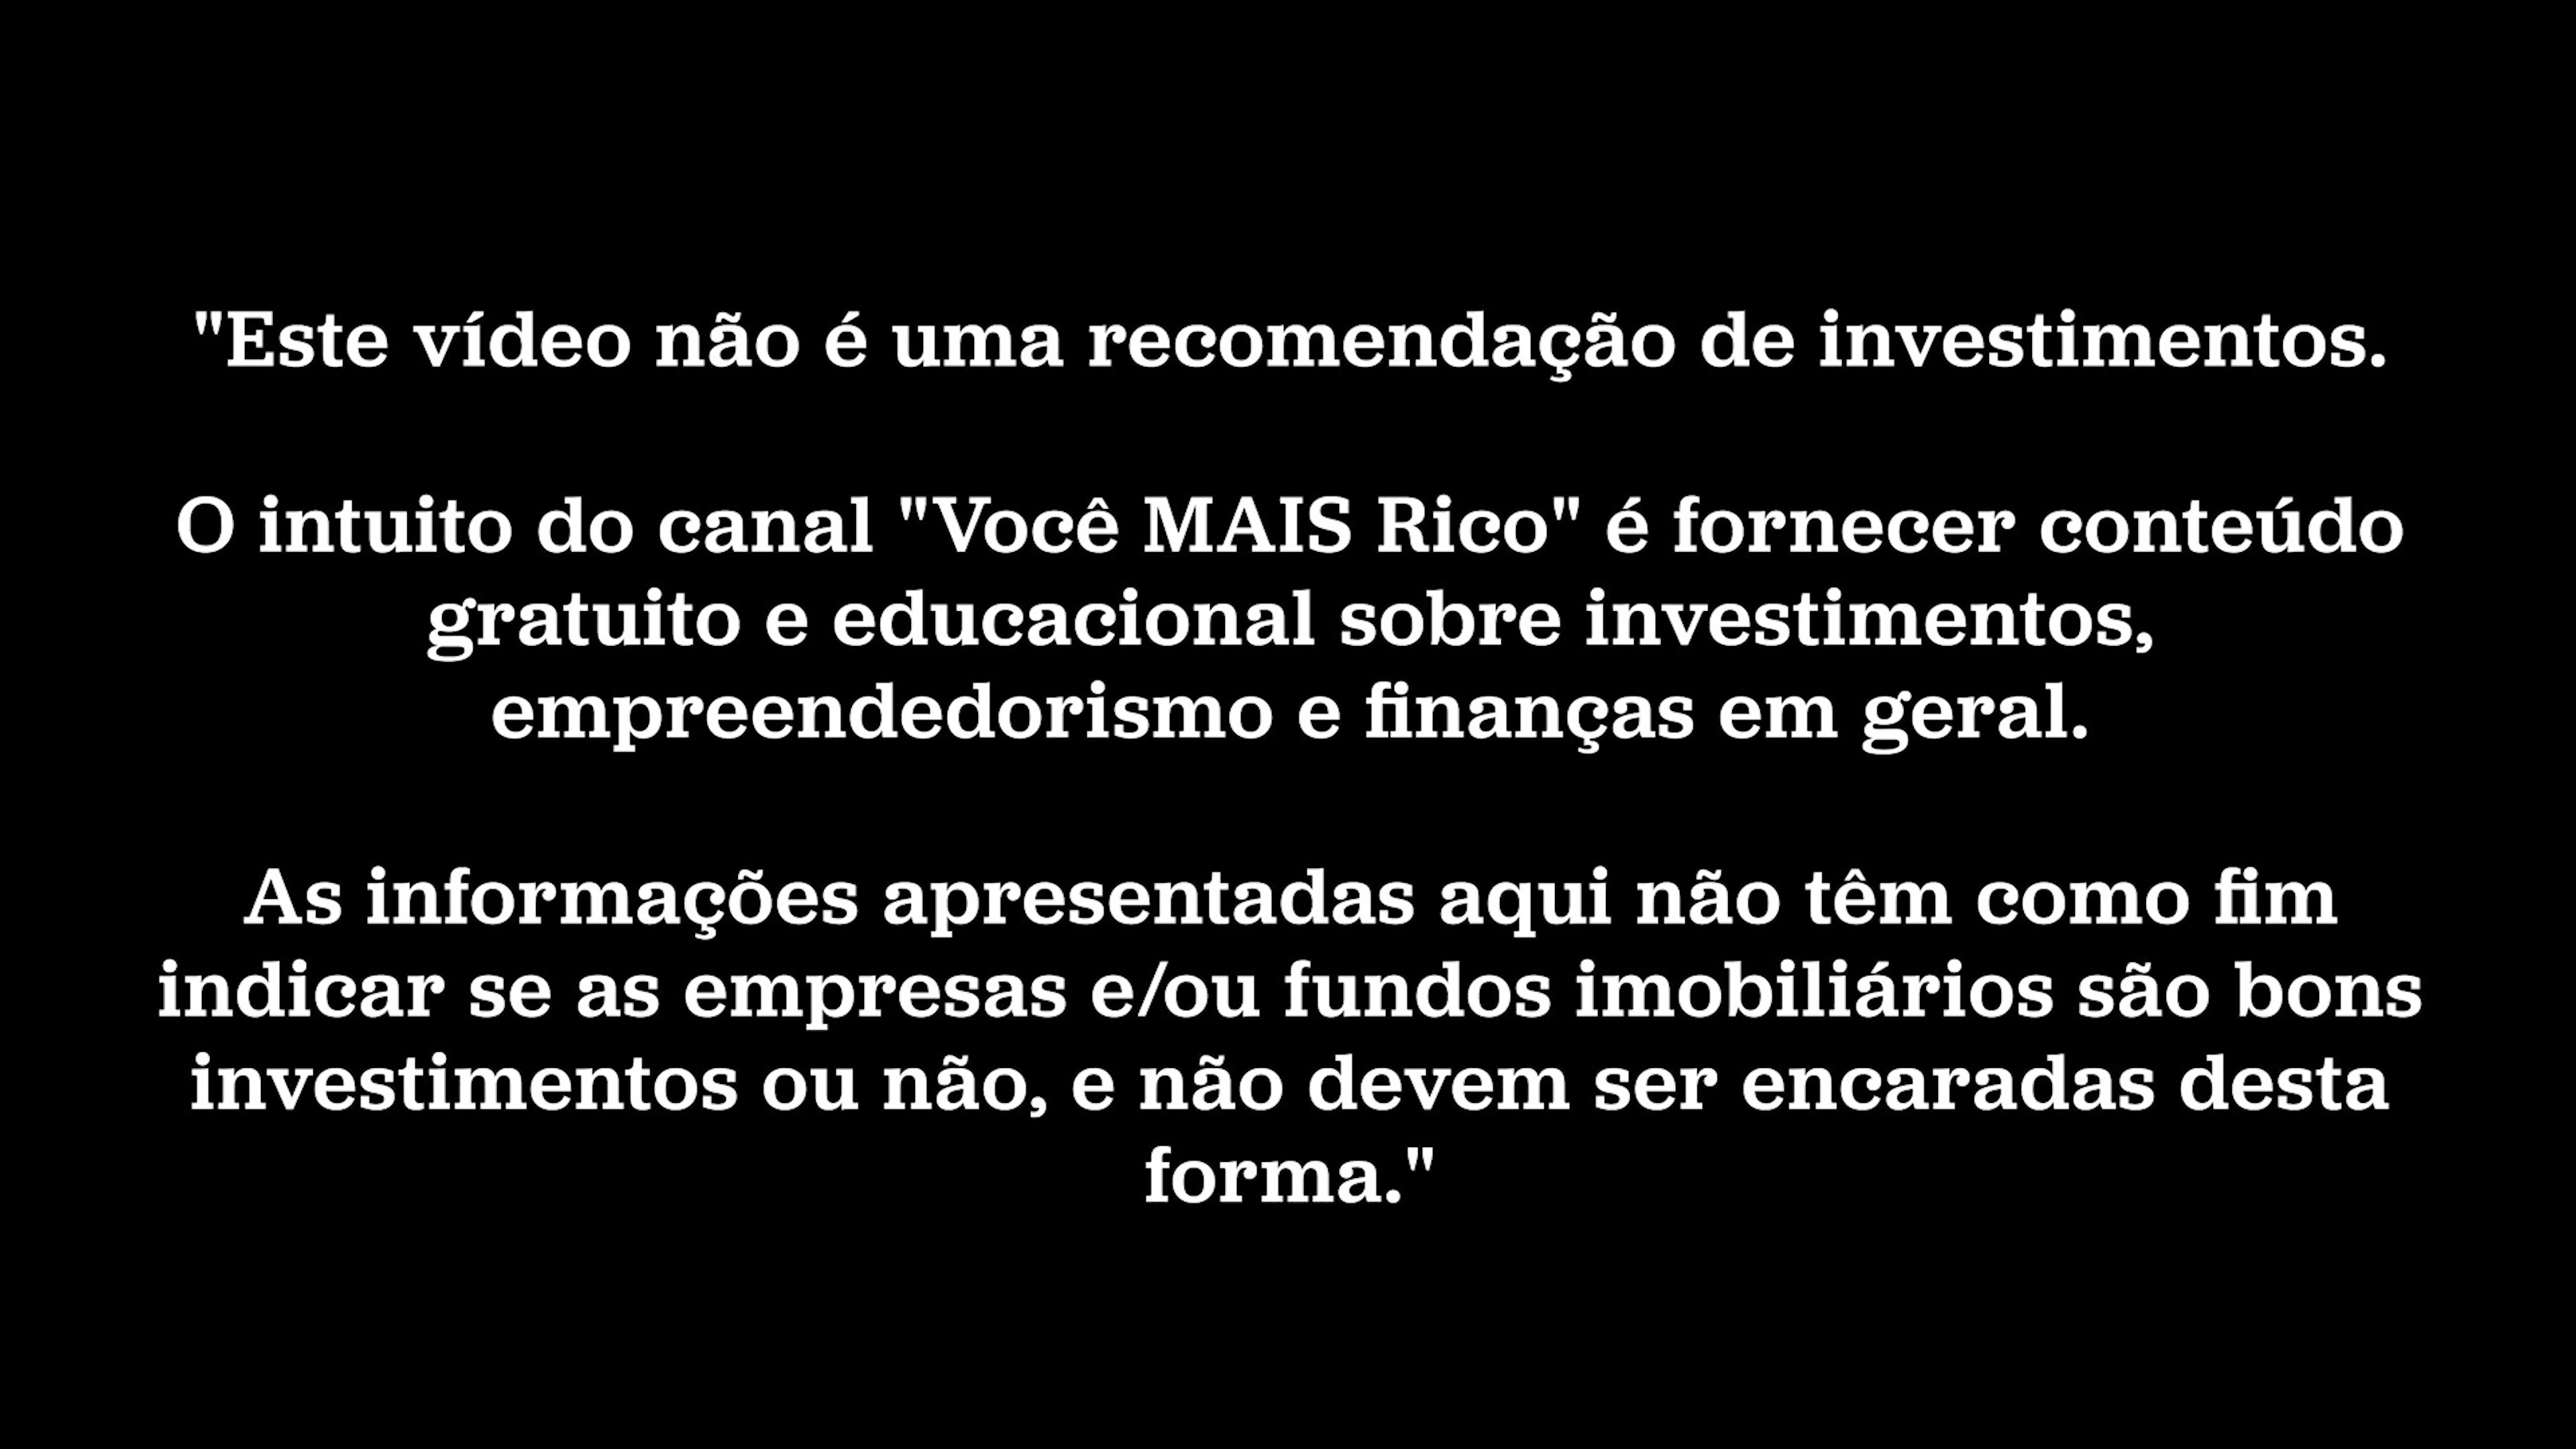 "Este vídeo não é uma recomendação de investimentos.
O intuito do canal "Você MAIS Rico" é fornecer conteúdo
gratuito e educacional sobre investimentos,
empreendedorismo e finanças em geral.
As informações apresentadas aqui não têm como fim
indicar se as empresas e/ou fundos imobiliários são bons
investimentos ou não, e não devem ser encaradas desta
forma."